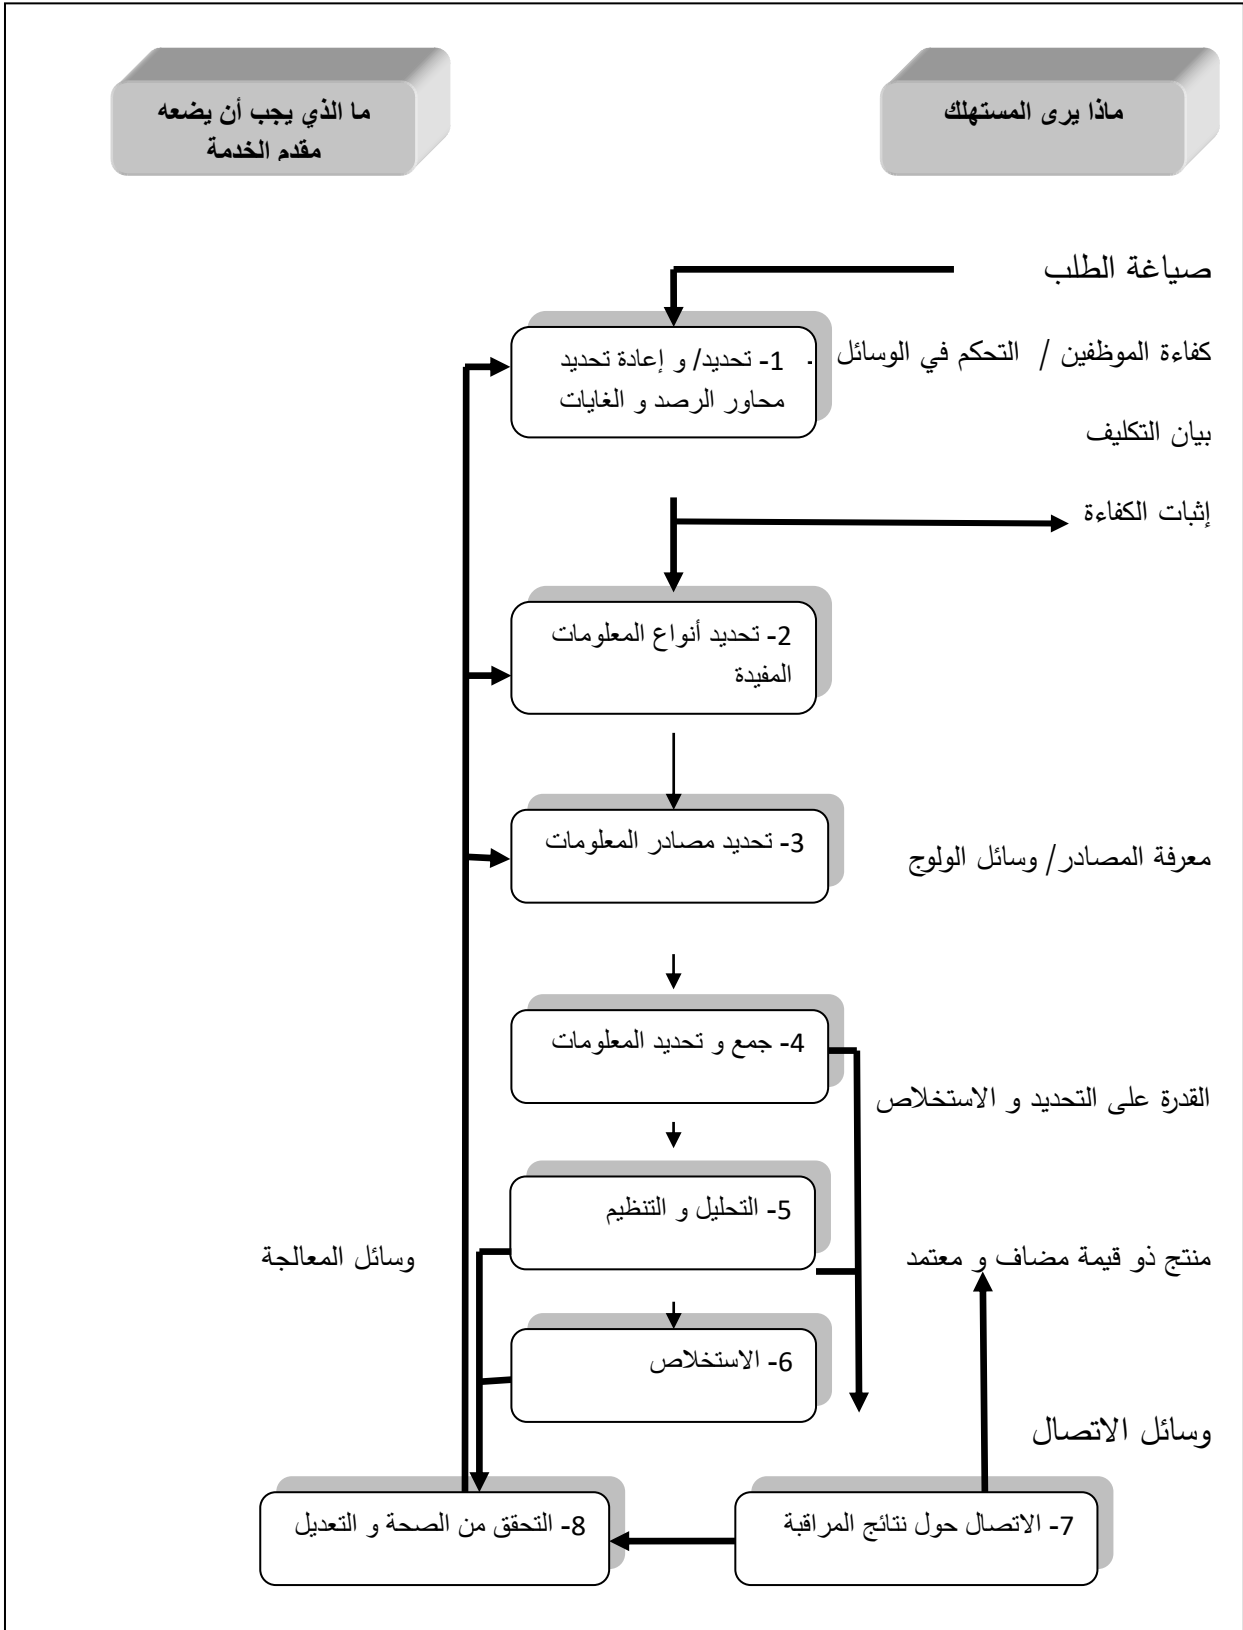 ماذا يرى المستهلك
ما الذي يجب أن يضعه
مقدم الخدمة
صياغة الطلب
كفاءة الموظفين / التحكم في الوسائل -
1- تحديد/ و إعادة تحديد
محاور الرصد و الغايات
بيان التكليف
إثبات الكفاءة
2- تحديد أنواع المعلومات
المفيدة
3- تحديد مصادر المعلومات
معرفة المصادر/ وسائل الولوج
4- جمع و تحديد المعلومات
القدرة على التحديد و الاستخلاص
5- التحليل و التنظيم
منتج ذو قيمة مضاف و معتمد
وسائل المعالجة
6- الاستخلاص
وسائل الاتصال
7- الاتصال حول نتائج المراقبة
8- التحقق من الصحة و التعديل